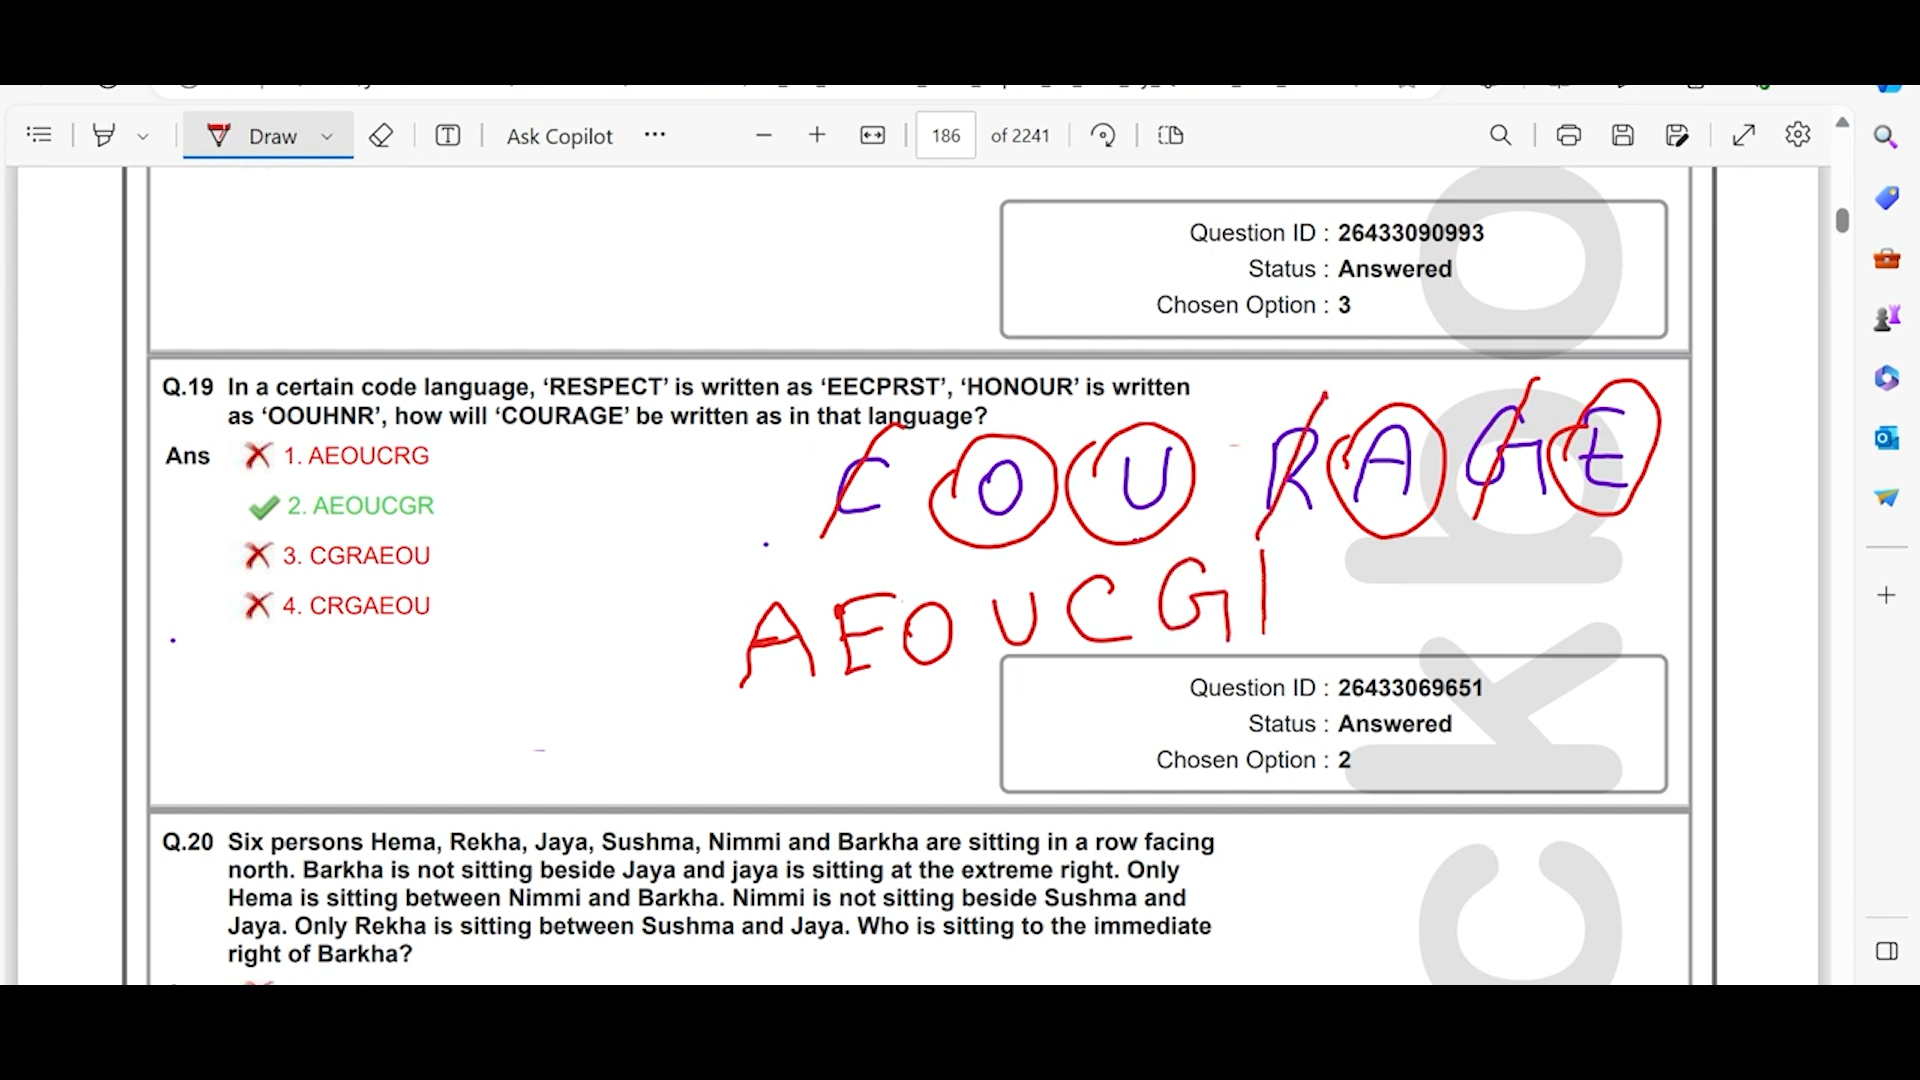 Draw
Ask Copilot
186 of 2241
Question ID : 26433090993
Status : Answered
Chosen Option : 3
Q.19 In a certain code language, ‘RESPECT’ is written as ‘EECPRST’, ‘HONOUR’ is written
as ‘OOUHNR’, how will ‘COURAGE’ be written as in that language?
Ans 1. AEOUCRG
2. AEOUCGR
3. CGRAEOU
4. CRGAEOU
C O U R A G E
A E O U C G
Question ID : 26433069651
Status : Answered
Chosen Option : 2
Q.20 Six persons Hema, Rekha, Jaya, Sushma, Nimmi and Barkha are sitting in a row facing
north. Barkha is not sitting beside Jaya and jaya is sitting at the extreme right. Only
Hema is sitting between Nimmi and Barkha. Nimmi is not sitting beside Sushma and
Jaya. Only Rekha is sitting between Sushma and Jaya. Who is sitting to the immediate
right of Barkha?